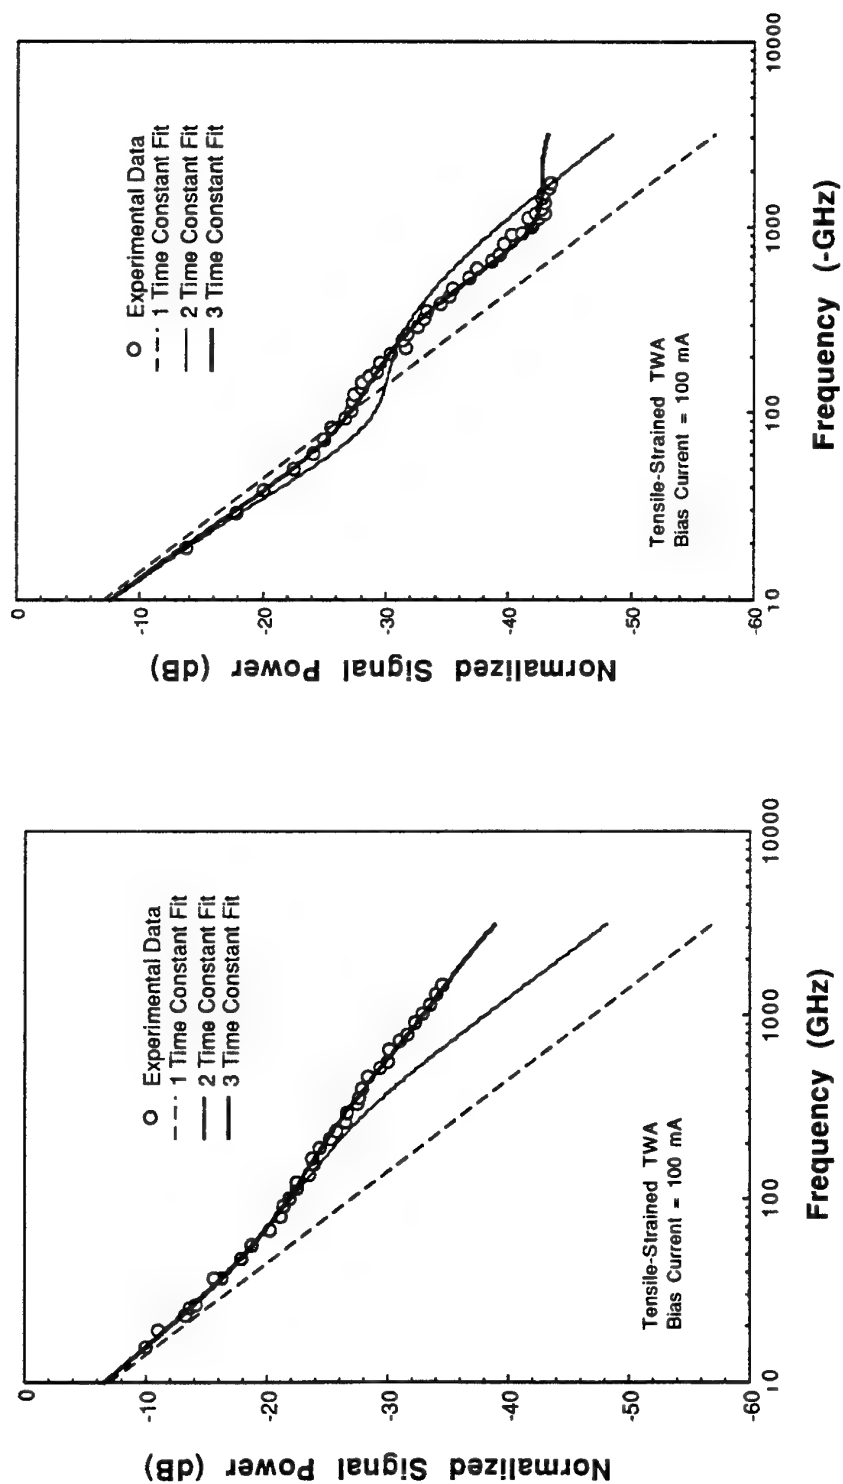 Normalized Signal Power (dB)
0
-10
-20
-30
-40
-50
-60
10
100
1000
10000
Frequency (GHz)
Experimental Data
1 Time Constant Fit
2 Time Constant Fit
3 Time Constant Fit
Tensile-Strained TWA
Bias Current = 100 mA
Normalized Signal Power (dB)
0
-10
-20
-30
-40
-50
-60
10
100
1000
10000
Frequency (-GHz)
Experimental Data
1 Time Constant Fit
2 Time Constant Fit
3 Time Constant Fit
Tensile-Strained TWA
Bias Current = 100 mA